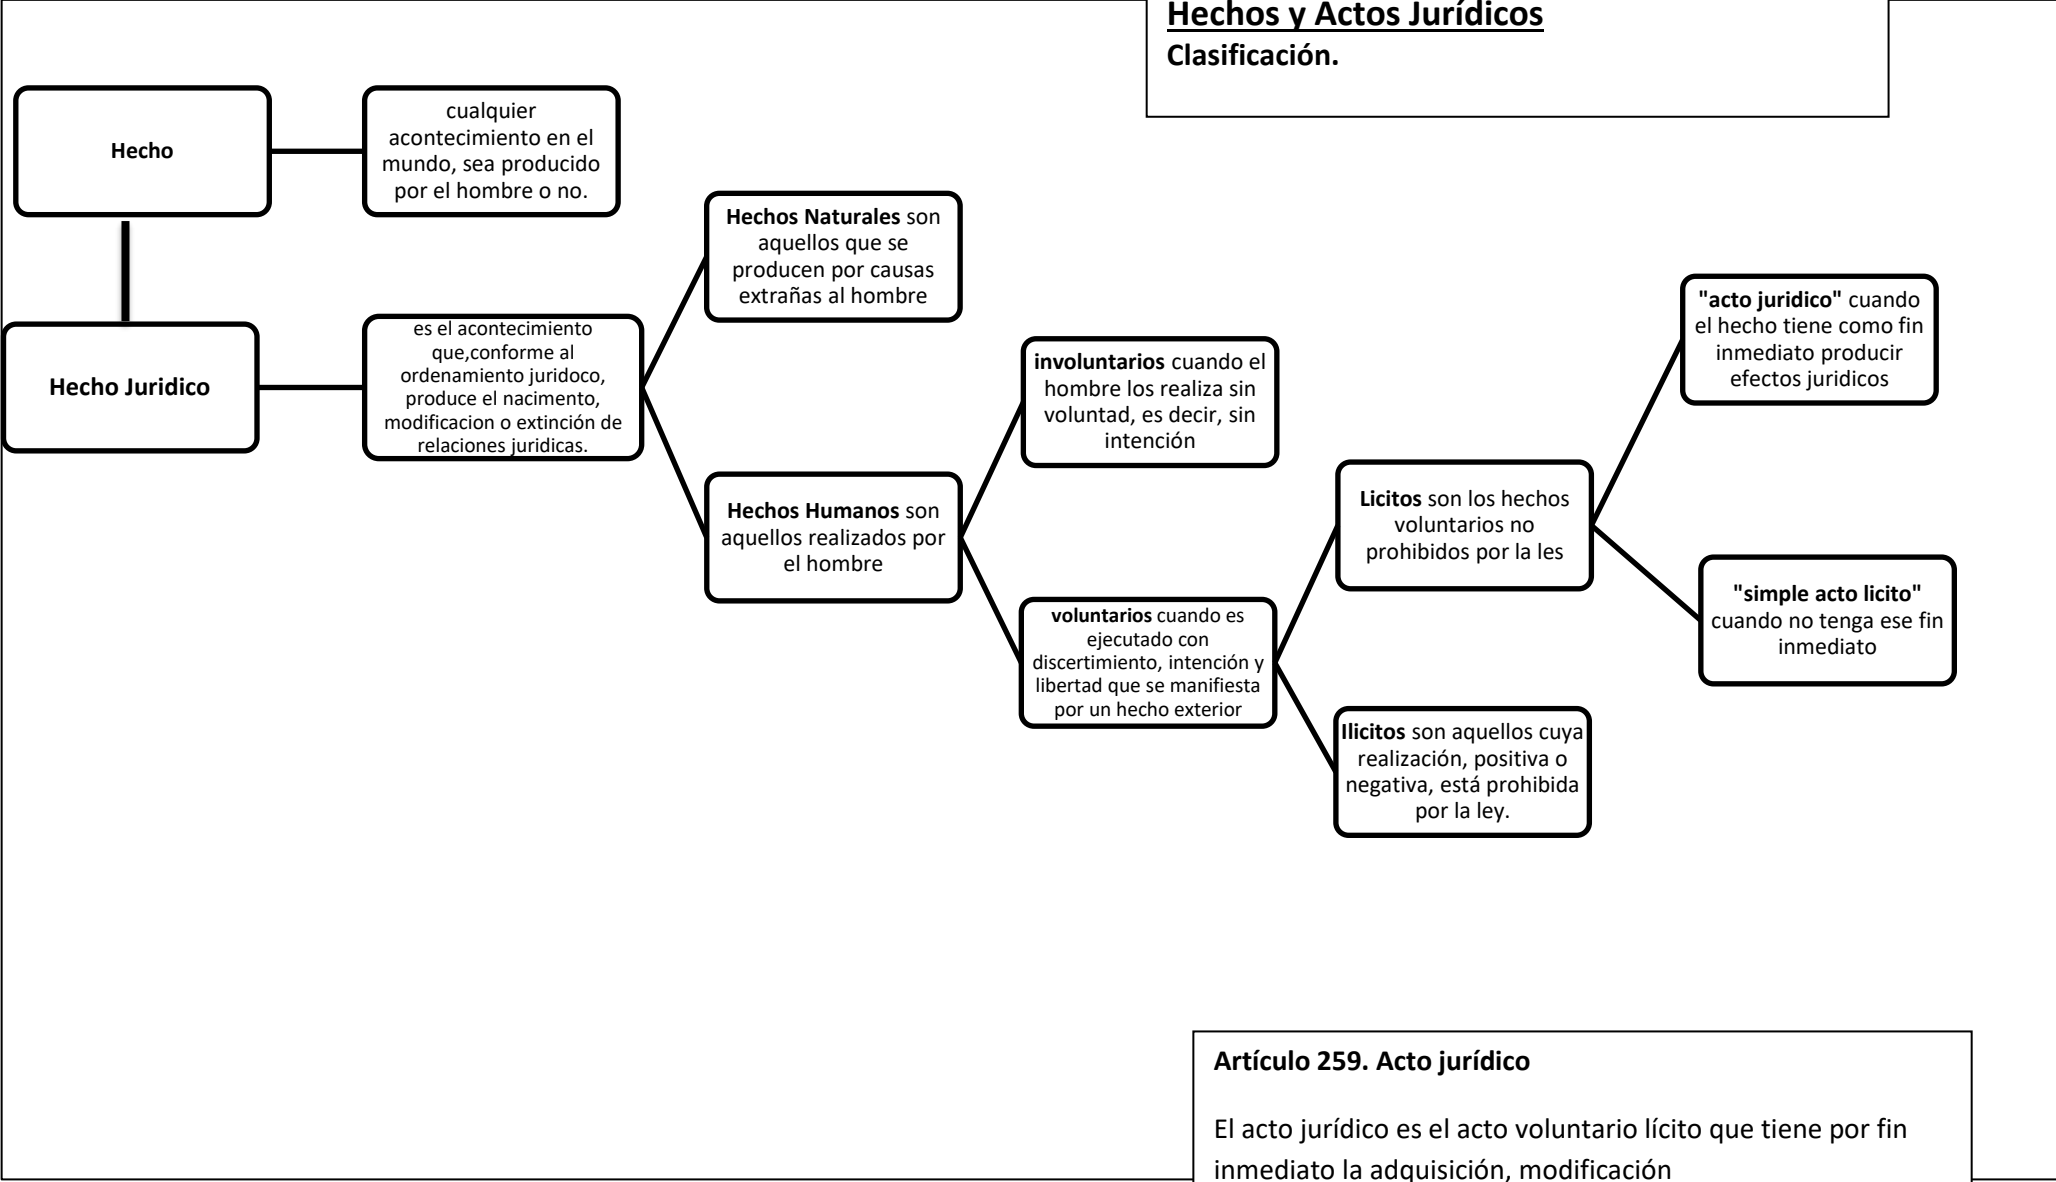 Hechos y Actos Jurídicos
Clasificación.
Hecho
cualquier
acontecimiento en el
mundo, sea producido
por el hombre o no.
Hecho Juridico
es el acontecimiento
que,conforme al
ordenamiento juridoco,
produce el nacimento,
modificacion o extinción de
relaciones juridicas.
Hechos Naturales son
aquellos que se
producen por causas
extrañas al hombre
Hechos Humanos son
aquellos realizados por
el hombre
involuntarios cuando el
hombre los realiza sin
voluntad, es decir, sin
intención
voluntarios cuando es
ejecutado con
discertimiento, intención y
libertad que se manifiesta
por un hecho exterior
Licitos son los hechos
voluntarios no
prohibidos por la les
Ilicitos son aquellos cuya
realización, positiva o
negativa, está prohibida
por la ley.
"acto juridico" cuando
el hecho tiene como fin
inmediato producir
efectos juridicos
"simple acto licito"
cuando no tenga ese fin
inmediato
Artículo 259. Acto jurídico
El acto jurídico es el acto voluntario lícito que tiene por fin
inmediato la adquisición, modificación